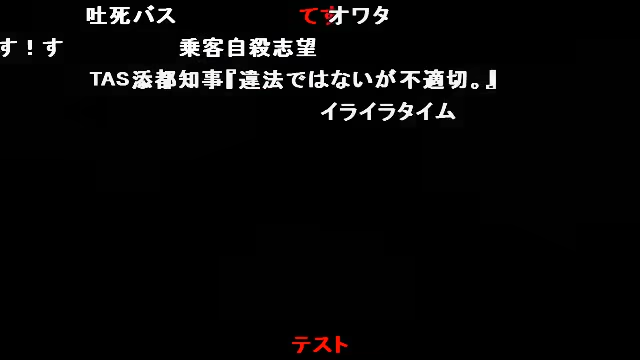 吐死バス
てす
オワタ
す！す
乗客自殺志望
TAS添都知事『違法ではないが不適切。』
イライラタイム
テスト